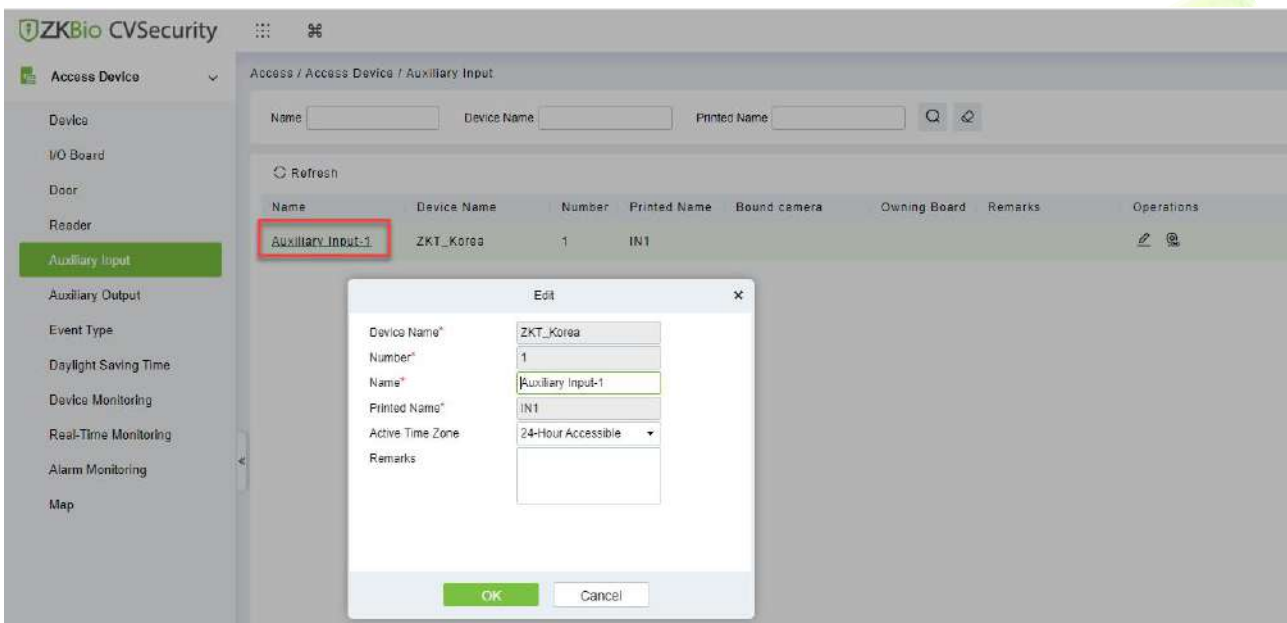 ZKBio CVSecurity
Access Device
Access / Access Device / Auxiliary Input
Device
I/O Board
Door
Reader
Auxiliary Input
Auxiliary Output
Event Type
Daylight Saving Time
Device Monitoring
Real-Time Monitoring
Alarm Monitoring
Map
Name Device Name Printed Name
Refresh
Name Device Name Number Printed Name Bound camera Owning Board Remarks Operations
Auxiliary Input-1 ZKT_Korea 1 IN1
Edit
Device Name* ZKT_Korea
Number* 1
Name* Auxiliary Input-1
Printed Name* IN1
Active Time Zone 24-Hour Accessible
Remarks
OK Cancel